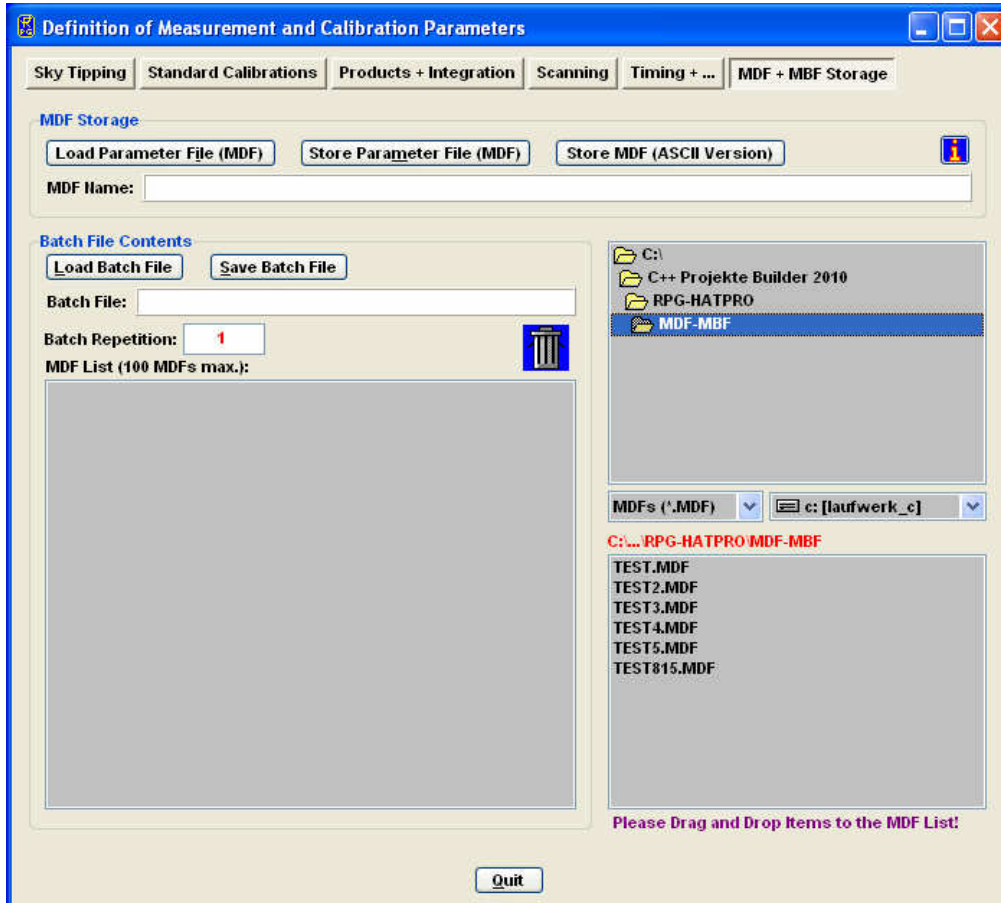 Definition of Measurement and Calibration Parameters
Sky Tipping Standard Calibrations Products + Integration Scanning Timing + ... MDF + MBF Storage
MDF Storage
Load Parameter File (MDF) Store Parameter File (MDF) Store MDF (ASCII Version)
MDF Name:
Batch File Contents
Load Batch File Save Batch File
Batch File:
Batch Repetition: 1
MDF List (100 MDFs max.):
C:\
C++ Projekte Builder 2010
RPG-HATPRO
MDF-MBF
MDFs (*.MDF) c: [laufwerk_c]
C:\...\RPG-HATPRO\MDF-MBF
TEST.MDF
TEST2.MDF
TEST3.MDF
TEST4.MDF
TEST5.MDF
TEST815.MDF
Please Drag and Drop Items to the MDF List!
Quit